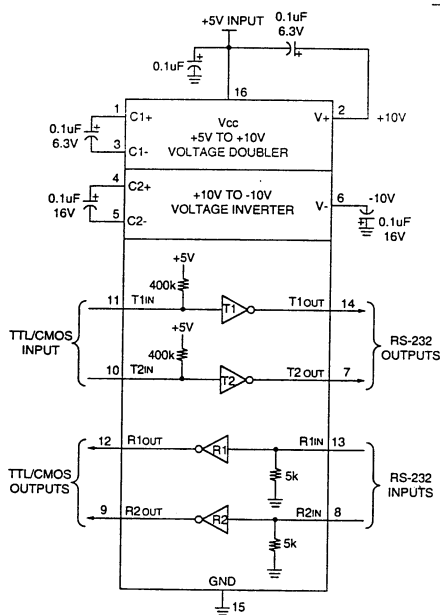 +5V INPUT
0.1uF
6.3V
0.1uF
16
1
C1+
Vcc
V+
2
+10V
0.1uF
6.3V
+5V TO +10V
3
C1-
VOLTAGE DOUBLER
4
C2+
0.1uF
16V
+10V TO -10V
VOLTAGE INVERTER
V-
6
-10V
5
C2-
0.1uF
16V
+5V
400k
11
T1IN
T1
T1OUT
14
TTL/CMOS
INPUT
+5V
400k
RS-232
OUTPUTS
10
T2IN
T2
T2OUT
7
12
R1OUT
R1
R1IN
13
TTL/CMOS
OUTPUTS
5k
RS-232
INPUTS
9
R2OUT
R2
R2IN
8
5k
GND
15